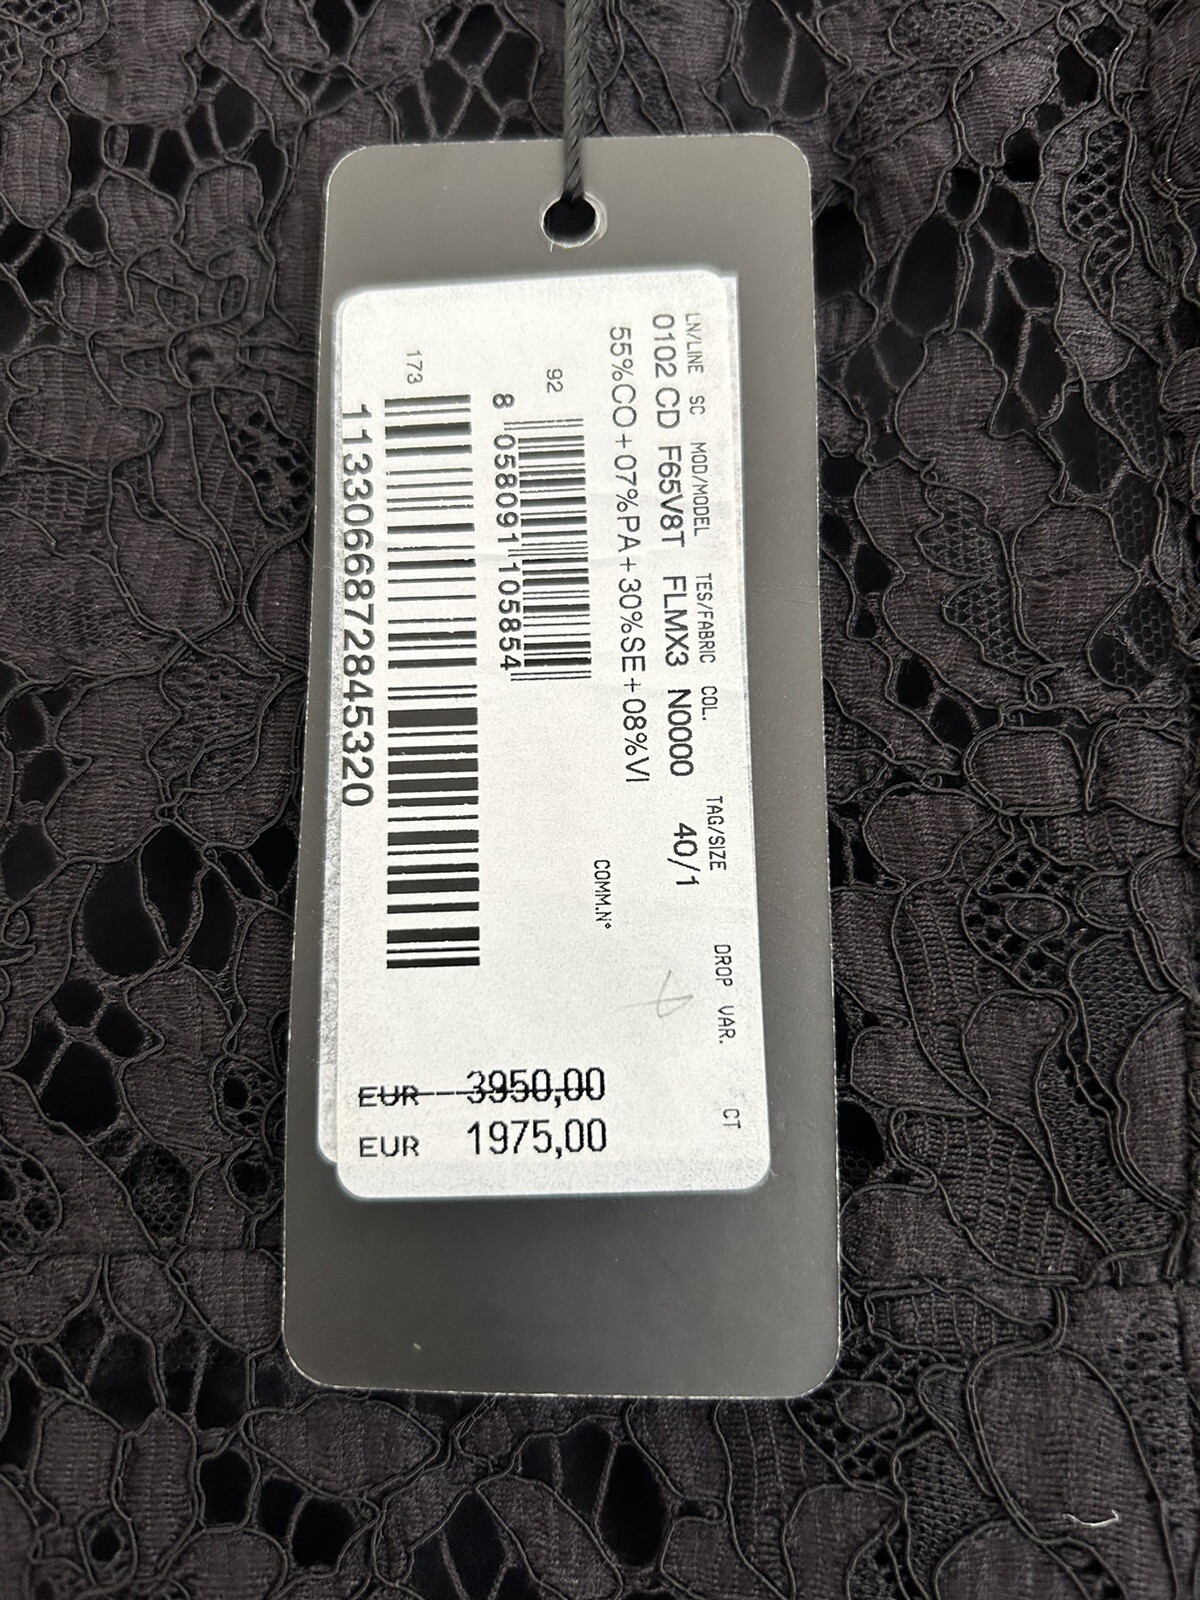 LN/LINE SC MOD/MODEL TES/FABRIC COL. TAG/SIZE DROP VAR. CT
0102 CD F65V8T FLMX3 N0000 40/1
55%CO+07%PA+30%SE+08%VI
COMM.N°
92
8 058091 105854
173
1133066872845320
EUR 3950,00
EUR 1975,00